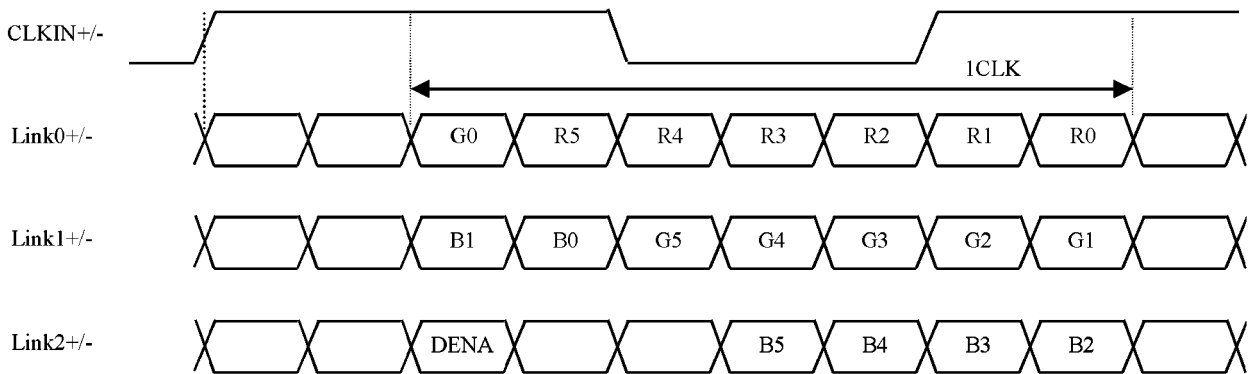 CLKIN+/-
1CLK
Link0+/- G0 R5 R4 R3 R2 R1 R0
Link1+/- B1 B0 G5 G4 G3 G2 G1
Link2+/- DENA B5 B4 B3 B2